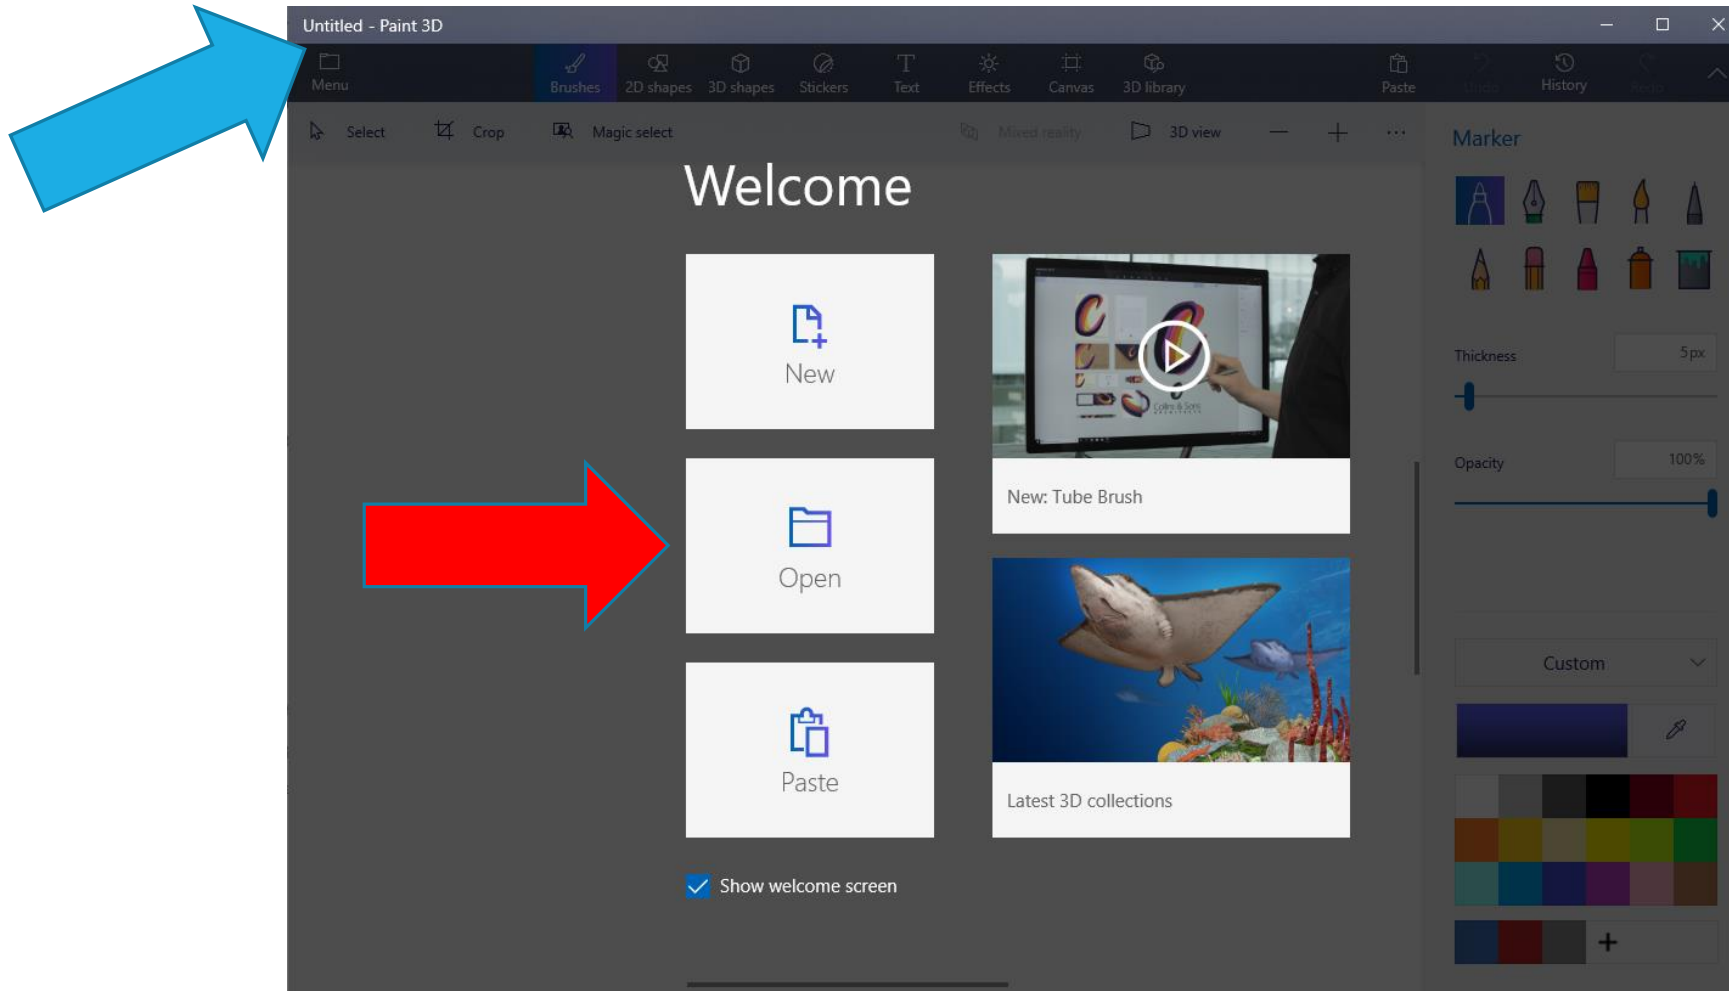 Untitled - Paint 3D
Menu
Brushes
2D shapes
3D shapes
Stickers
Text
Effects
Canvas
3D library
Paste
Undo
History
Redo
Select
Crop
Magic select
Mixed reality
3D view
Marker
Welcome
New
Open
Paste
New: Tube Brush
Latest 3D collections
Show welcome screen
Thickness
5px
Opacity
100%
Custom